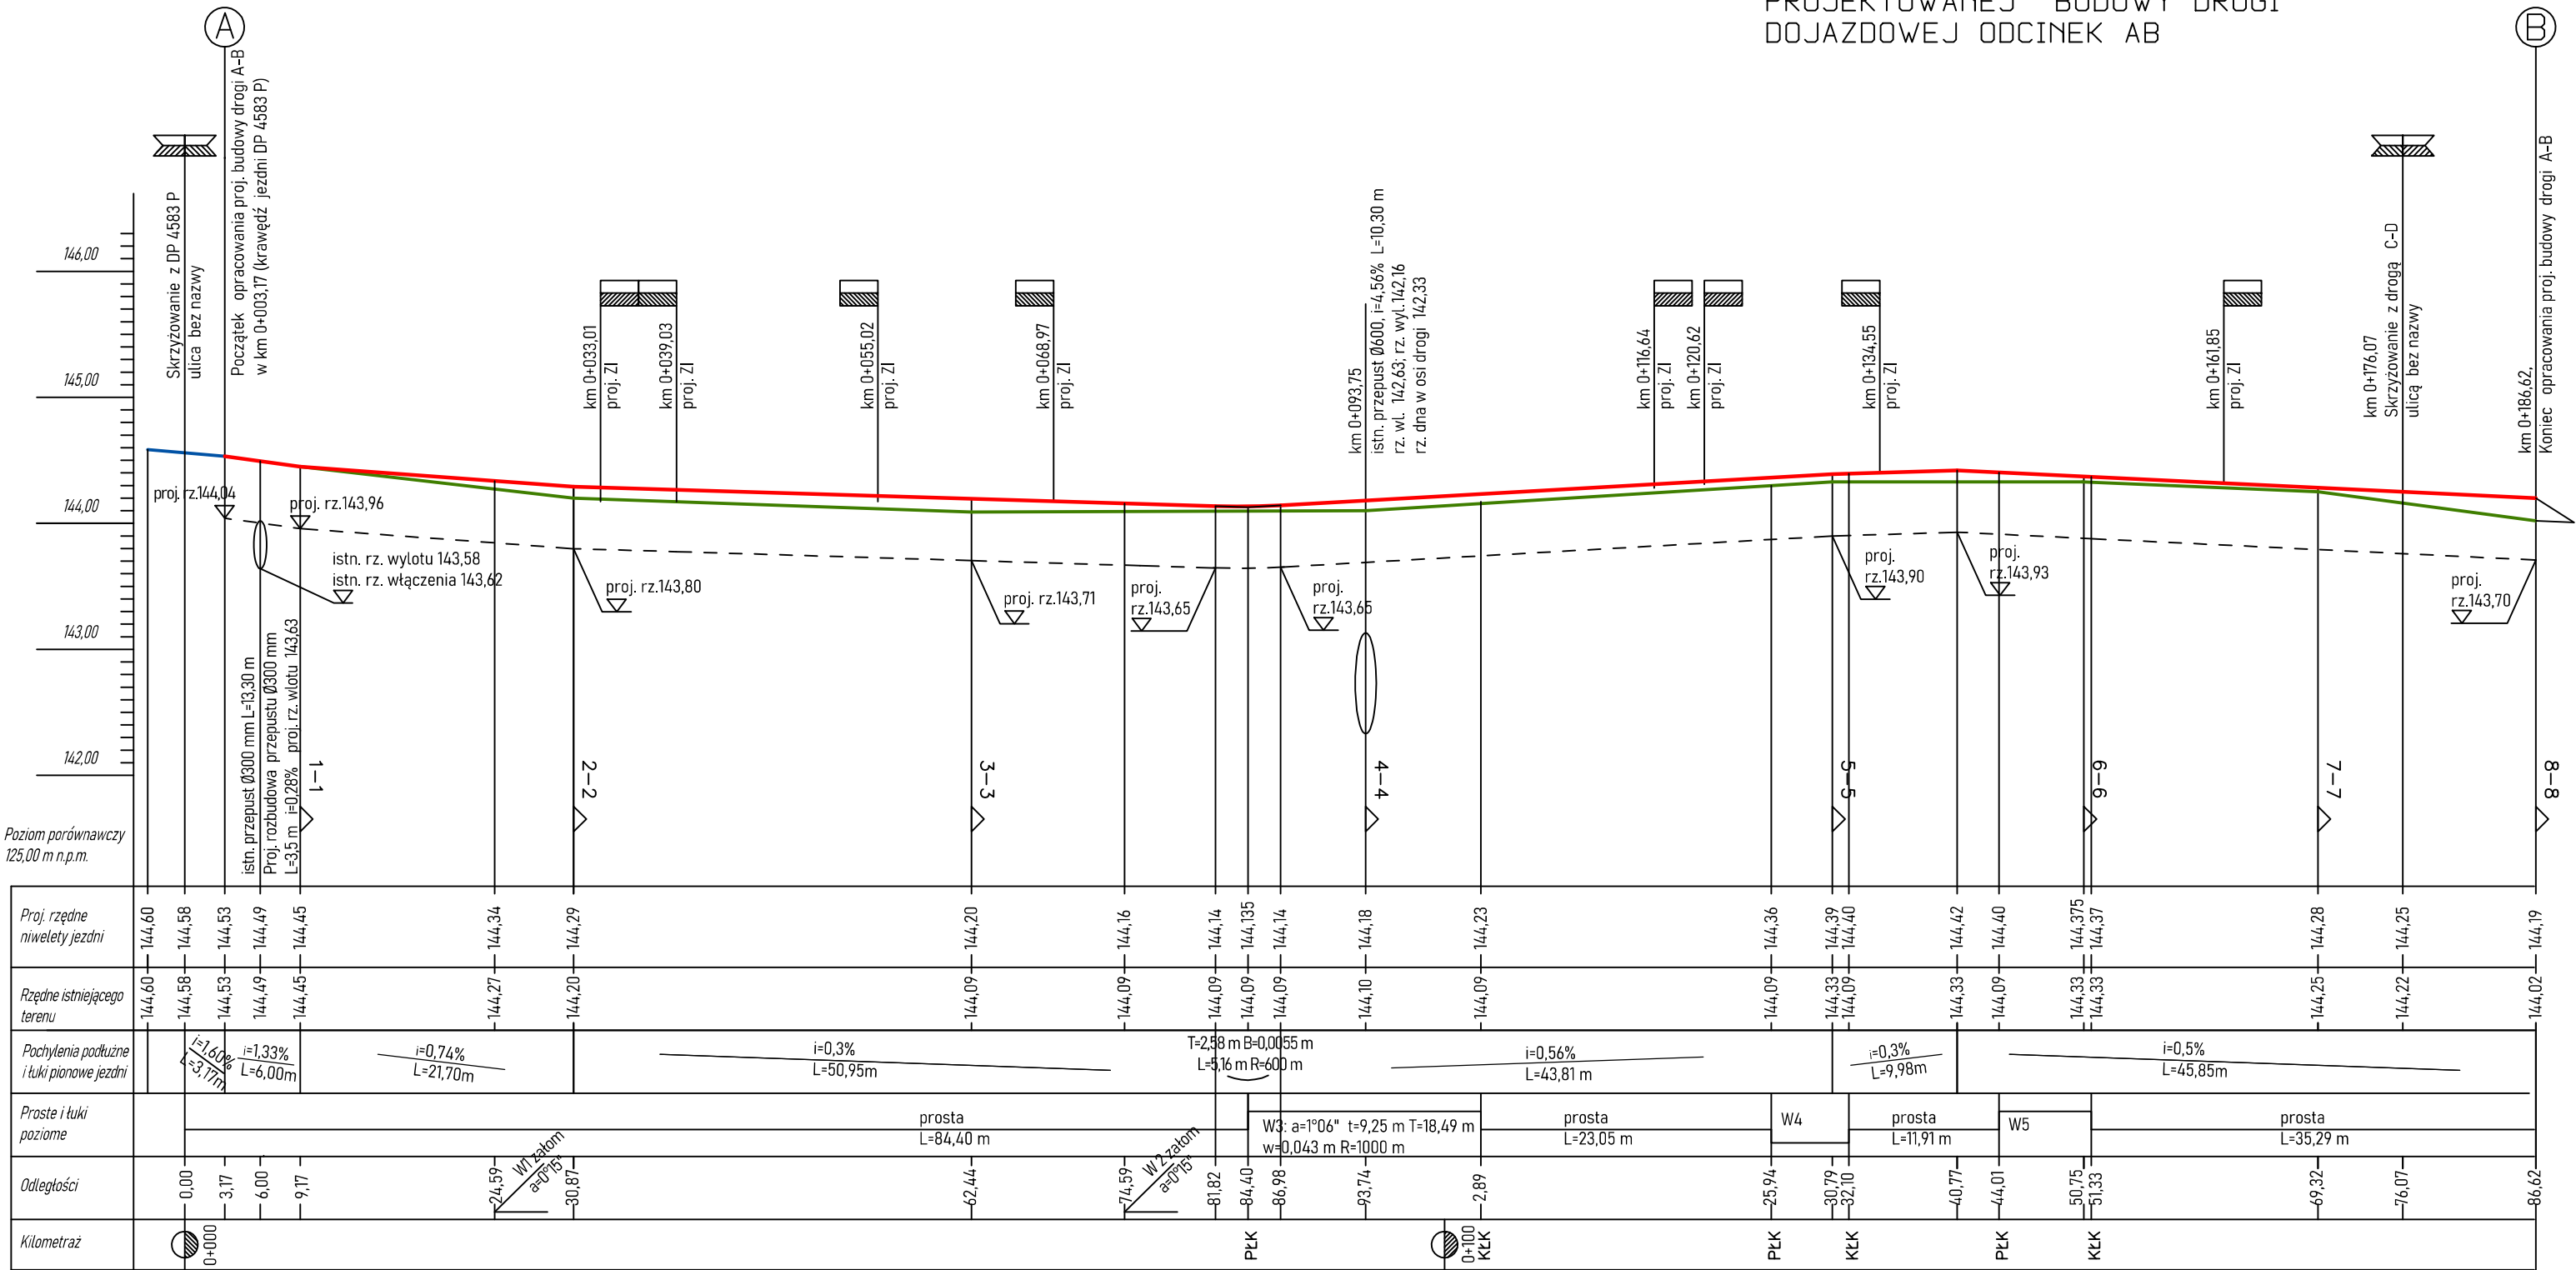 PROJEKTOWANEJ BUDOWY DROGI
DOJAZDOWEJ ODCINEK AB
A
B
Skrzyżowanie z DP 4583 P
ulica bez nazwy
Początek opracowania proj. budowy drogi A-B
w km 0+003,17 (krawędź jezdni DP 4583 P)
km 0+033,01
proj. ZI
km 0+039,03
proj. ZI
km 0+055,02
proj. ZI
km 0+068,97
proj. ZI
km 0+093,75
istn. przepust Ø600, i=4,56% L=10,30 m
rz. wl. 142,63; rz. wyl. 142,16
rz. dna w osi drogi 142,33
km 0+116,64
proj. ZI
km 0+120,62
proj. ZI
km 0+134,55
proj. ZI
km 0+161,85
proj. ZI
km 0+176,07
Skrzyżowanie z drogą C-D
ulicą bez nazwy
km 0+186,62,
Koniec opracowania proj. budowy drogi A-B
146,00
145,00
144,00
143,00
142,00
Poziom porównawczy
125,00 m n.p.m.
proj. rz.144,04
proj. rz.143,96
istn. rz. wylotu 143,58
istn. rz. włączenia 143,62
proj. rz.143,80
proj. rz.143,71
proj.
rz.143,65
proj.
rz.143,65
proj.
rz.143,90
proj.
rz.143,93
proj.
rz.143,70
istn. przepust Ø300 mm L=13,30 m
Proj. rozbudowa przepustu Ø300 mm
L=3,5 m i=0,28% proj. rz. wlotu 143,63
1-1
2-2
3-3
4-4
5-5
6-6
7-7
8-8
Proj. rzędne
niwelety jezdni
144,60 144,58 144,53 144,49 144,45 144,34 144,29 144,20 144,16 144,14 144,135 144,14 144,18 144,23 144,36 144,39 144,40 144,42 144,40 144,375 144,37 144,28 144,25 144,19
Rzędne istniejącego
terenu
144,60 144,58 144,53 144,49 144,45 144,27 144,20 144,09 144,09 144,09 144,09 144,09 144,10 144,09 144,09 144,33 144,09 144,33 144,09 144,33 144,33 144,25 144,22 144,02
Pochylenia podłużne
i łuki pionowe jezdni
i=1,60%
L=3,17m
i=1,33%
L=6,00m
i=0,74%
L=21,70m
i=0,3%
L=50,95m
T=2,58 m B=0,0055 m
L=5,16 m R=600 m
i=0,56%
L=43,81 m
i=0,3%
L=9,98m
i=0,5%
L=45,85m
Proste i łuki
poziome
prosta
L=84,40 m
W3: a=1°06" t=9,25 m T=18,49 m
w=0,043 m R=1000 m
prosta
L=23,05 m
W4
prosta
L=11,91 m
W5
prosta
L=35,29 m
Odległości
0,00 3,17 6,00 9,17 24,59 30,87 62,44 74,59 81,82 84,40 86,98 93,74 2,89 25,94 30,79 32,10 40,77 44,01 50,75 51,33 69,32 76,07 86,62
W1 załom
a=0°15"
W 2 załom
a=0°15"
Kilometraż
0+000
PŁK
0+100
KŁK
PŁK
KŁK
PŁK
KŁK